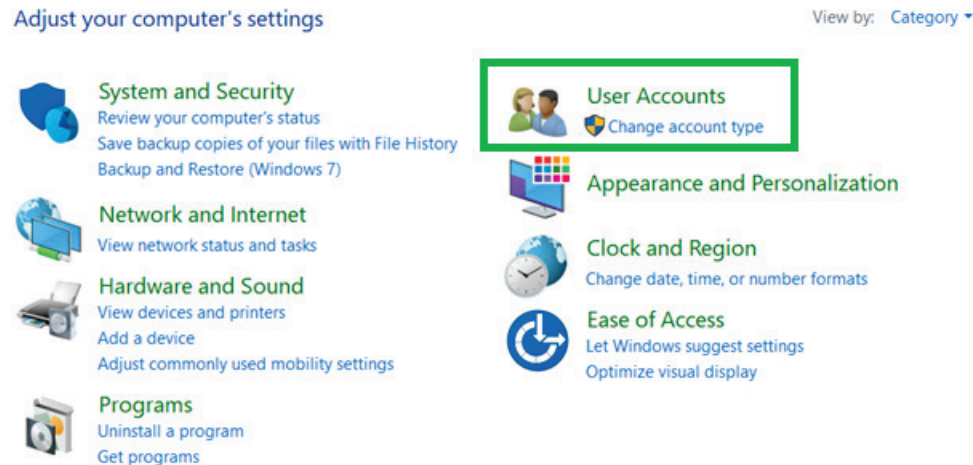 Adjust your computer's settings
View by: Category
System and Security
Review your computer's status
Save backup copies of your files with File History
Backup and Restore (Windows 7)
Network and Internet
View network status and tasks
Hardware and Sound
View devices and printers
Add a device
Adjust commonly used mobility settings
Programs
Uninstall a program
Get programs
User Accounts
Change account type
Appearance and Personalization
Clock and Region
Change date, time, or number formats
Ease of Access
Let Windows suggest settings
Optimize visual display